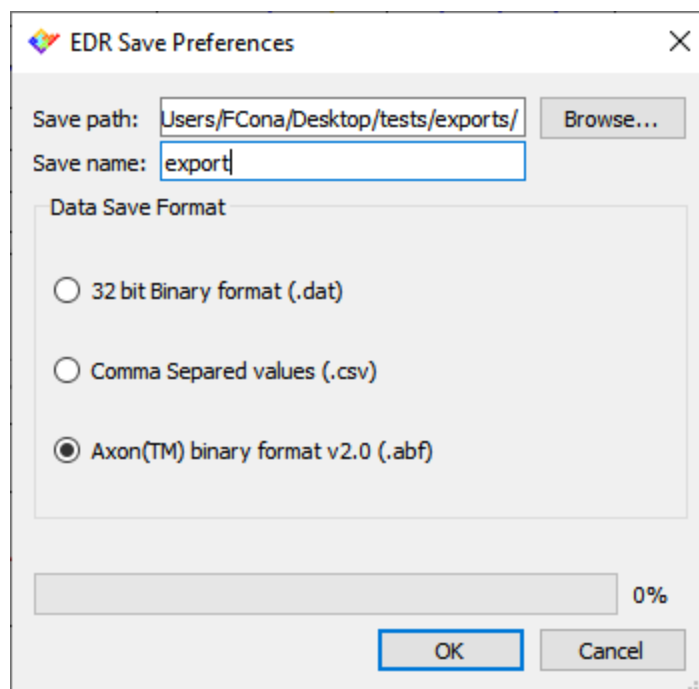 EDR Save Preferences
Save path: Users/FCona/Desktop/tests/exports/ Browse...
Save name: export
Data Save Format
32 bit Binary format (.dat)
Comma Separed values (.csv)
Axon(TM) binary format v2.0 (.abf)
0%
OK Cancel